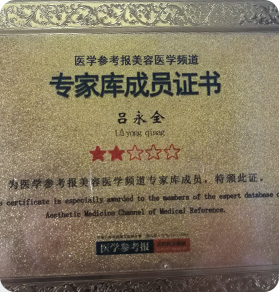 医学参考报美容医学频道
专家库成员证书
吕永全
Lǚ yong qiang
为医学参考报美容医学频道专家库成员。特颁此证。
certificate is especially awarded to the members of the expert database o
Aesthetic Medicine Channel of Medical Reference.
医学参考报